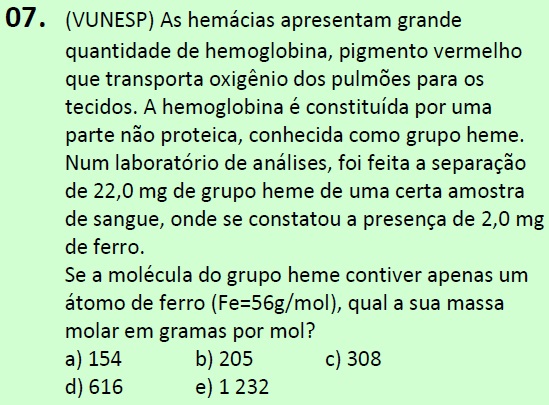 07. (VUNESP) As hemácias apresentam grande
quantidade de hemoglobina, pigmento vermelho
que transporta oxigênio dos pulmões para os
tecidos. A hemoglobina é constituída por uma
parte não proteica, conhecida como grupo heme.
Num laboratório de análises, foi feita a separação
de 22,0 mg de grupo heme de uma certa amostra
de sangue, onde se constatou a presença de 2,0 mg
de ferro.
Se a molécula do grupo heme contiver apenas um
átomo de ferro (Fe=56g/mol), qual a sua massa
molar em gramas por mol?
a) 154 b) 205 c) 308
d) 616 e) 1 232